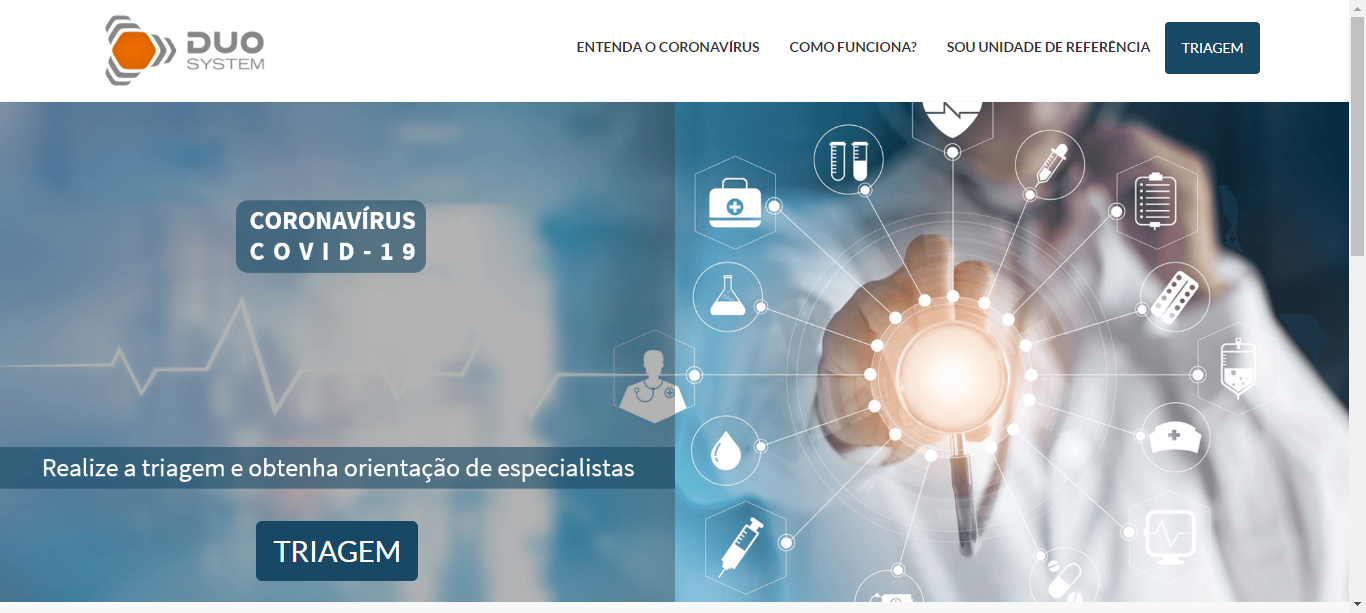 DUO
SYSTEM
ENTENDA O CORONAVÍRUS
COMO FUNCIONA?
SOU UNIDADE DE REFERÊNCIA
TRIAGEM
CORONAVÍRUS
COVID-19
Realize a triagem e obtenha orientação de especialistas
TRIAGEM